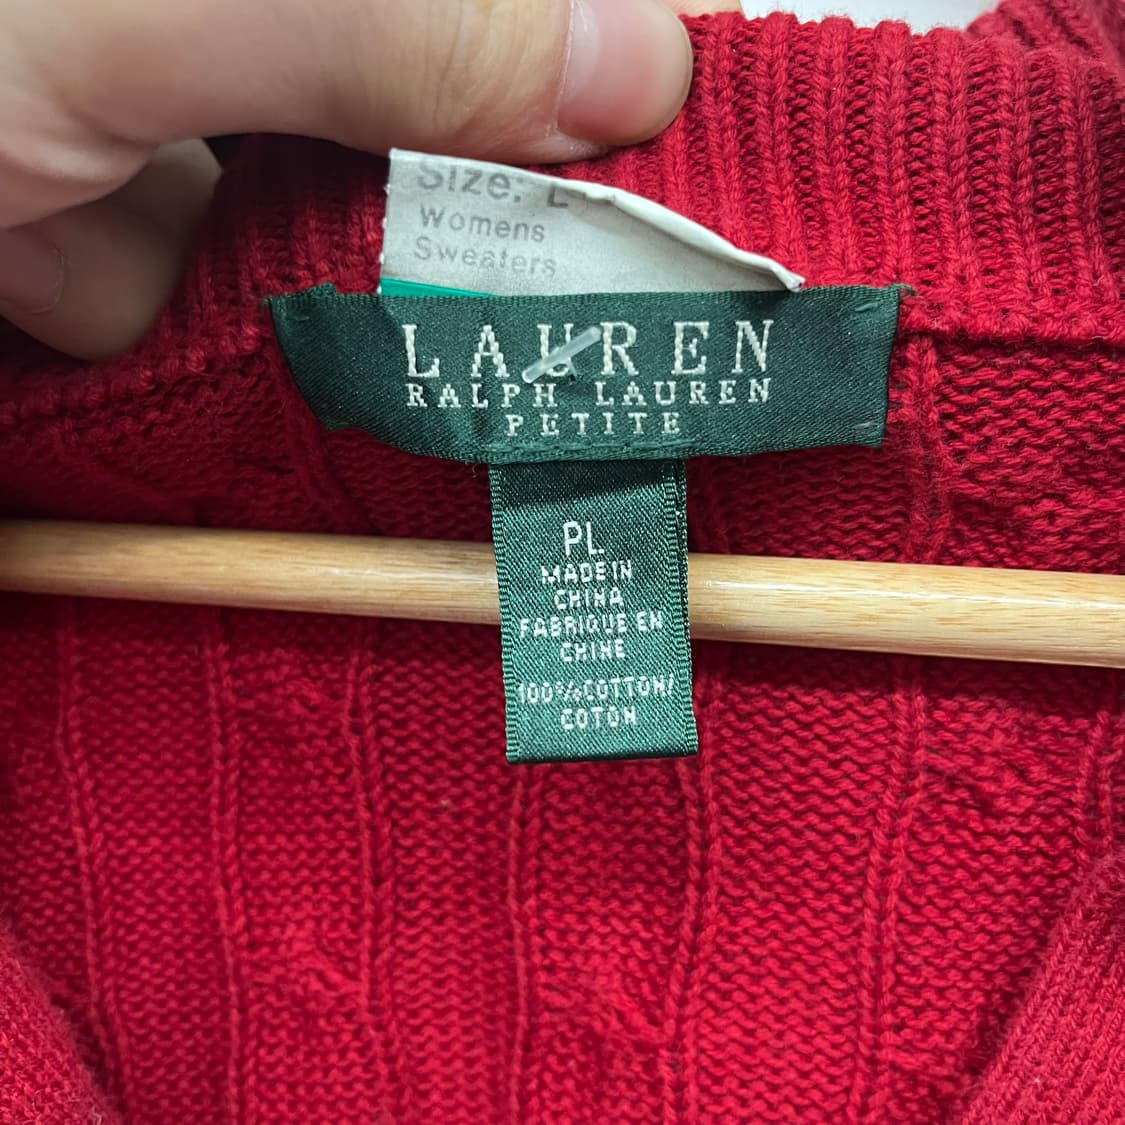 Size: L
Womens
Sweaters
LAUREN
RALPH LAUREN
PETITE
PL
MADE IN
CHINA
FABRIQUE EN
CHINE
100% COTTON/
COTON